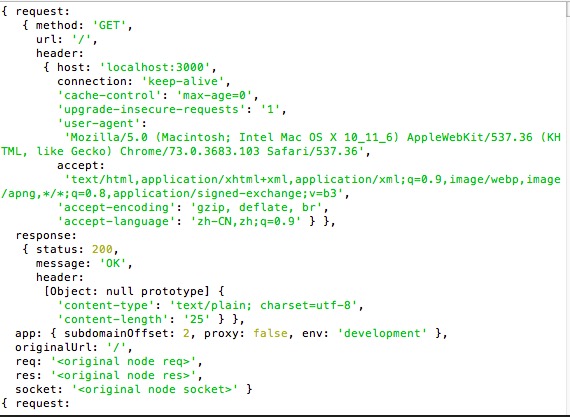 { request:
   { method: 'GET',
     url: '/',
     header:
      { host: 'localhost:3000',
        connection: 'keep-alive',
        'cache-control': 'max-age=0',
        'upgrade-insecure-requests': '1',
        'user-agent':
         'Mozilla/5.0 (Macintosh; Intel Mac OS X 10_11_6) AppleWebKit/537.36 (KH
TML, like Gecko) Chrome/73.0.3683.103 Safari/537.36',
        accept:
         'text/html,application/xhtml+xml,application/xml;q=0.9,image/webp,image
/apng,*/*;q=0.8,application/signed-exchange;v=b3',
        'accept-encoding': 'gzip, deflate, br',
        'accept-language': 'zh-CN,zh;q=0.9' } },
  response:
   { status: 200,
     message: 'OK',
     header:
      [Object: null prototype] {
        'content-type': 'text/plain; charset=utf-8',
        'content-length': '25' } },
  app: { subdomainOffset: 2, proxy: false, env: 'development' },
  originalUrl: '/',
  req: '<original node req>',
  res: '<original node res>',
  socket: '<original node socket>' }
{ request: